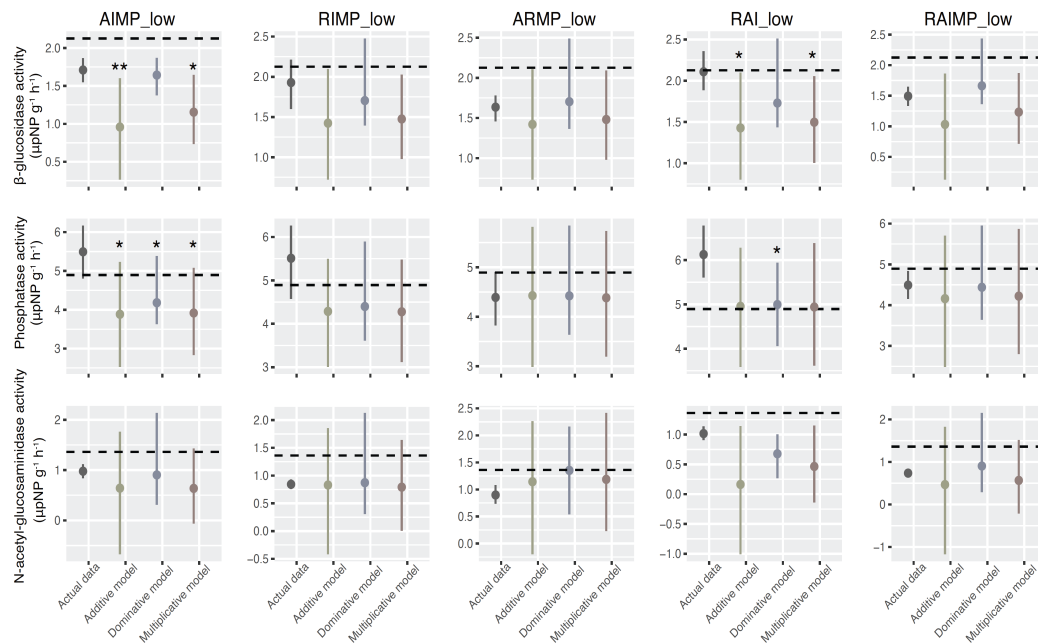 AIMP_low RIMP_low ARMP_low RAI_low RAIMP_low
β-glucosidase activity
(μpNP g⁻¹ h⁻¹)
2.0 1.5 1.0 0.5
** *
2.5 2.0 1.5 1.0
2.5 2.0 1.5 1.0
2.5 2.0 1.5 1.0
* *
2.5 2.0 1.5 1.0 0.5
Phosphatase activity
(μpNP g⁻¹ h⁻¹)
6 5 4 3
* * *
6 5 4 3
6 5 4 3
6 5 4
*
6 5 4 3
N-acetyl-glucosaminidase activity
(μpNP g⁻¹ h⁻¹)
2 1 0
2.0 1.5 1.0 0.5 0.0 −0.5
2.5 2.0 1.5 1.0 0.5 0.0
1.0 0.5 0.0 −0.5 −1.0
2 1 0 −1
Actual data Additive model Dominative model Multiplicative model
Actual data Additive model Dominative model Multiplicative model
Actual data Additive model Dominative model Multiplicative model
Actual data Additive model Dominative model Multiplicative model
Actual data Additive model Dominative model Multiplicative model